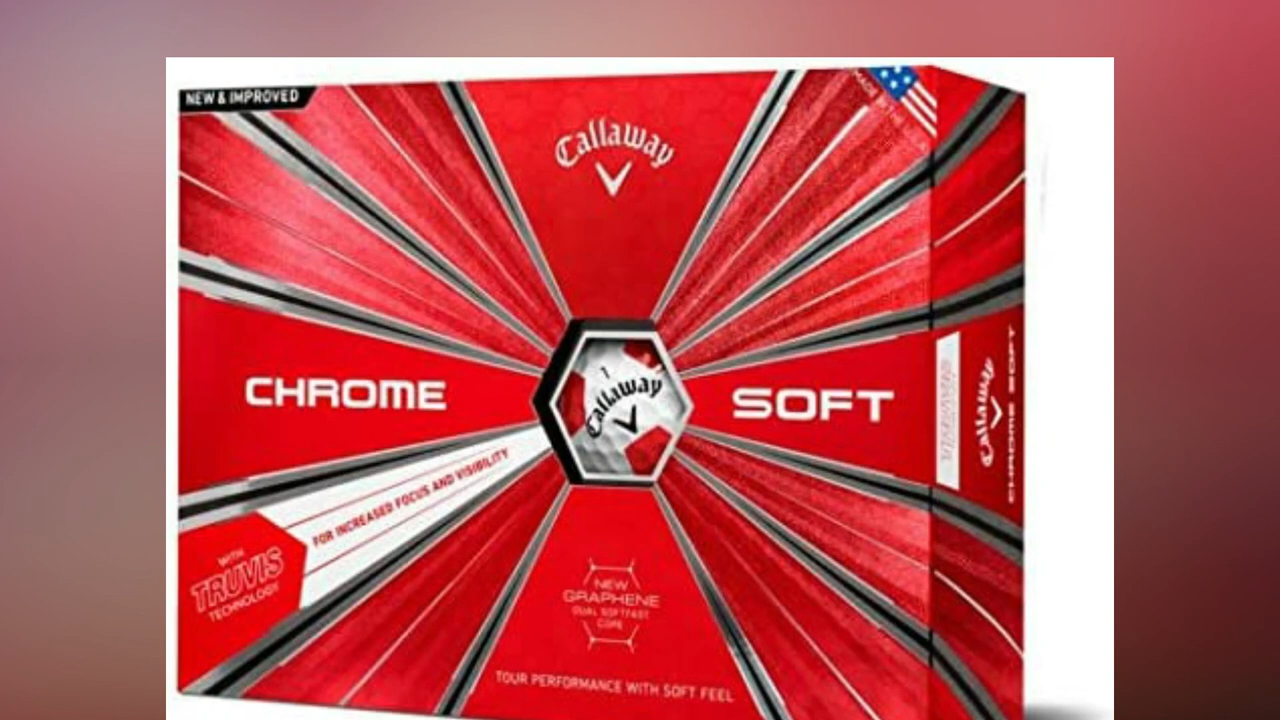 NEW & IMPROVED
Callaway
CHROME
SOFT
1
Callaway
FOR INCREASED FOCUS AND VISIBILITY
WITH
TRUVIS
TECHNOLOGY
NEW
GRAPHENE
DUAL SOFTFAST
CORE
TOUR PERFORMANCE WITH SOFT FEEL
Callaway
CHROME SOFT